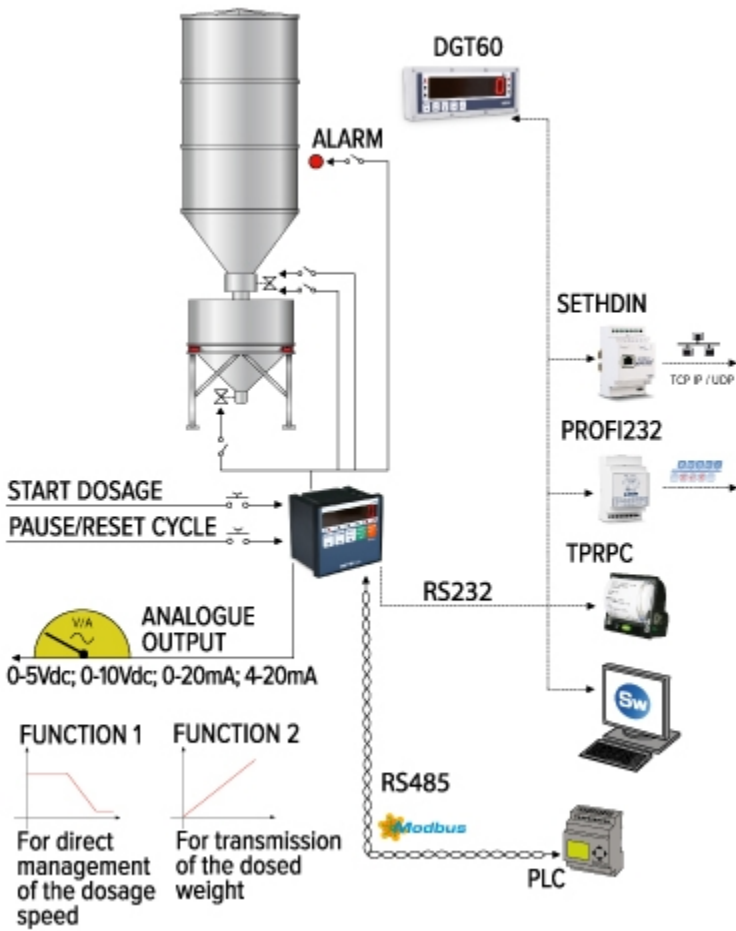 DGT60
ALARM
SETHDIN
TCP IP / UDP
PROFI232
START DOSAGE
PAUSE/RESET CYCLE
TPRPC
RS232
V/A
ANALOGUE
OUTPUT
0-5Vdc; 0-10Vdc; 0-20mA; 4-20mA
SW
FUNCTION 1
FUNCTION 2
RS485
Modbus
For direct
management
of the dosage
speed
For transmission
of the dosed
weight
PLC